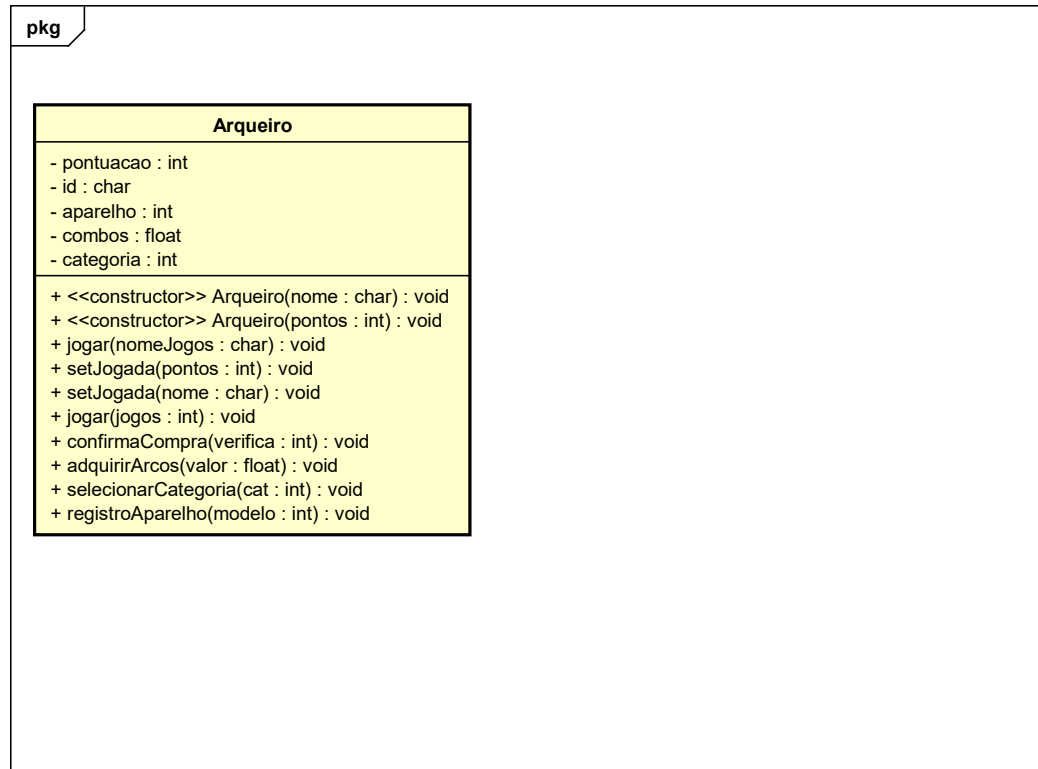 pkg
Arqueiro
- pontuacao : int
- id : char
- aparelho : int
- combos : float
- categoria : int
+ <<constructor>> Arqueiro(nome : char) : void
+ <<constructor>> Arqueiro(pontos : int) : void
+ jogar(nomeJogos : char) : void
+ setJogada(pontos : int) : void
+ setJogada(nome : char) : void
+ jogar(jogos : int) : void
+ confirmaCompra(verifica : int) : void
+ adquirirArcos(valor : float) : void
+ selecionarCategoria(cat : int) : void
+ registroAparelho(modelo : int) : void